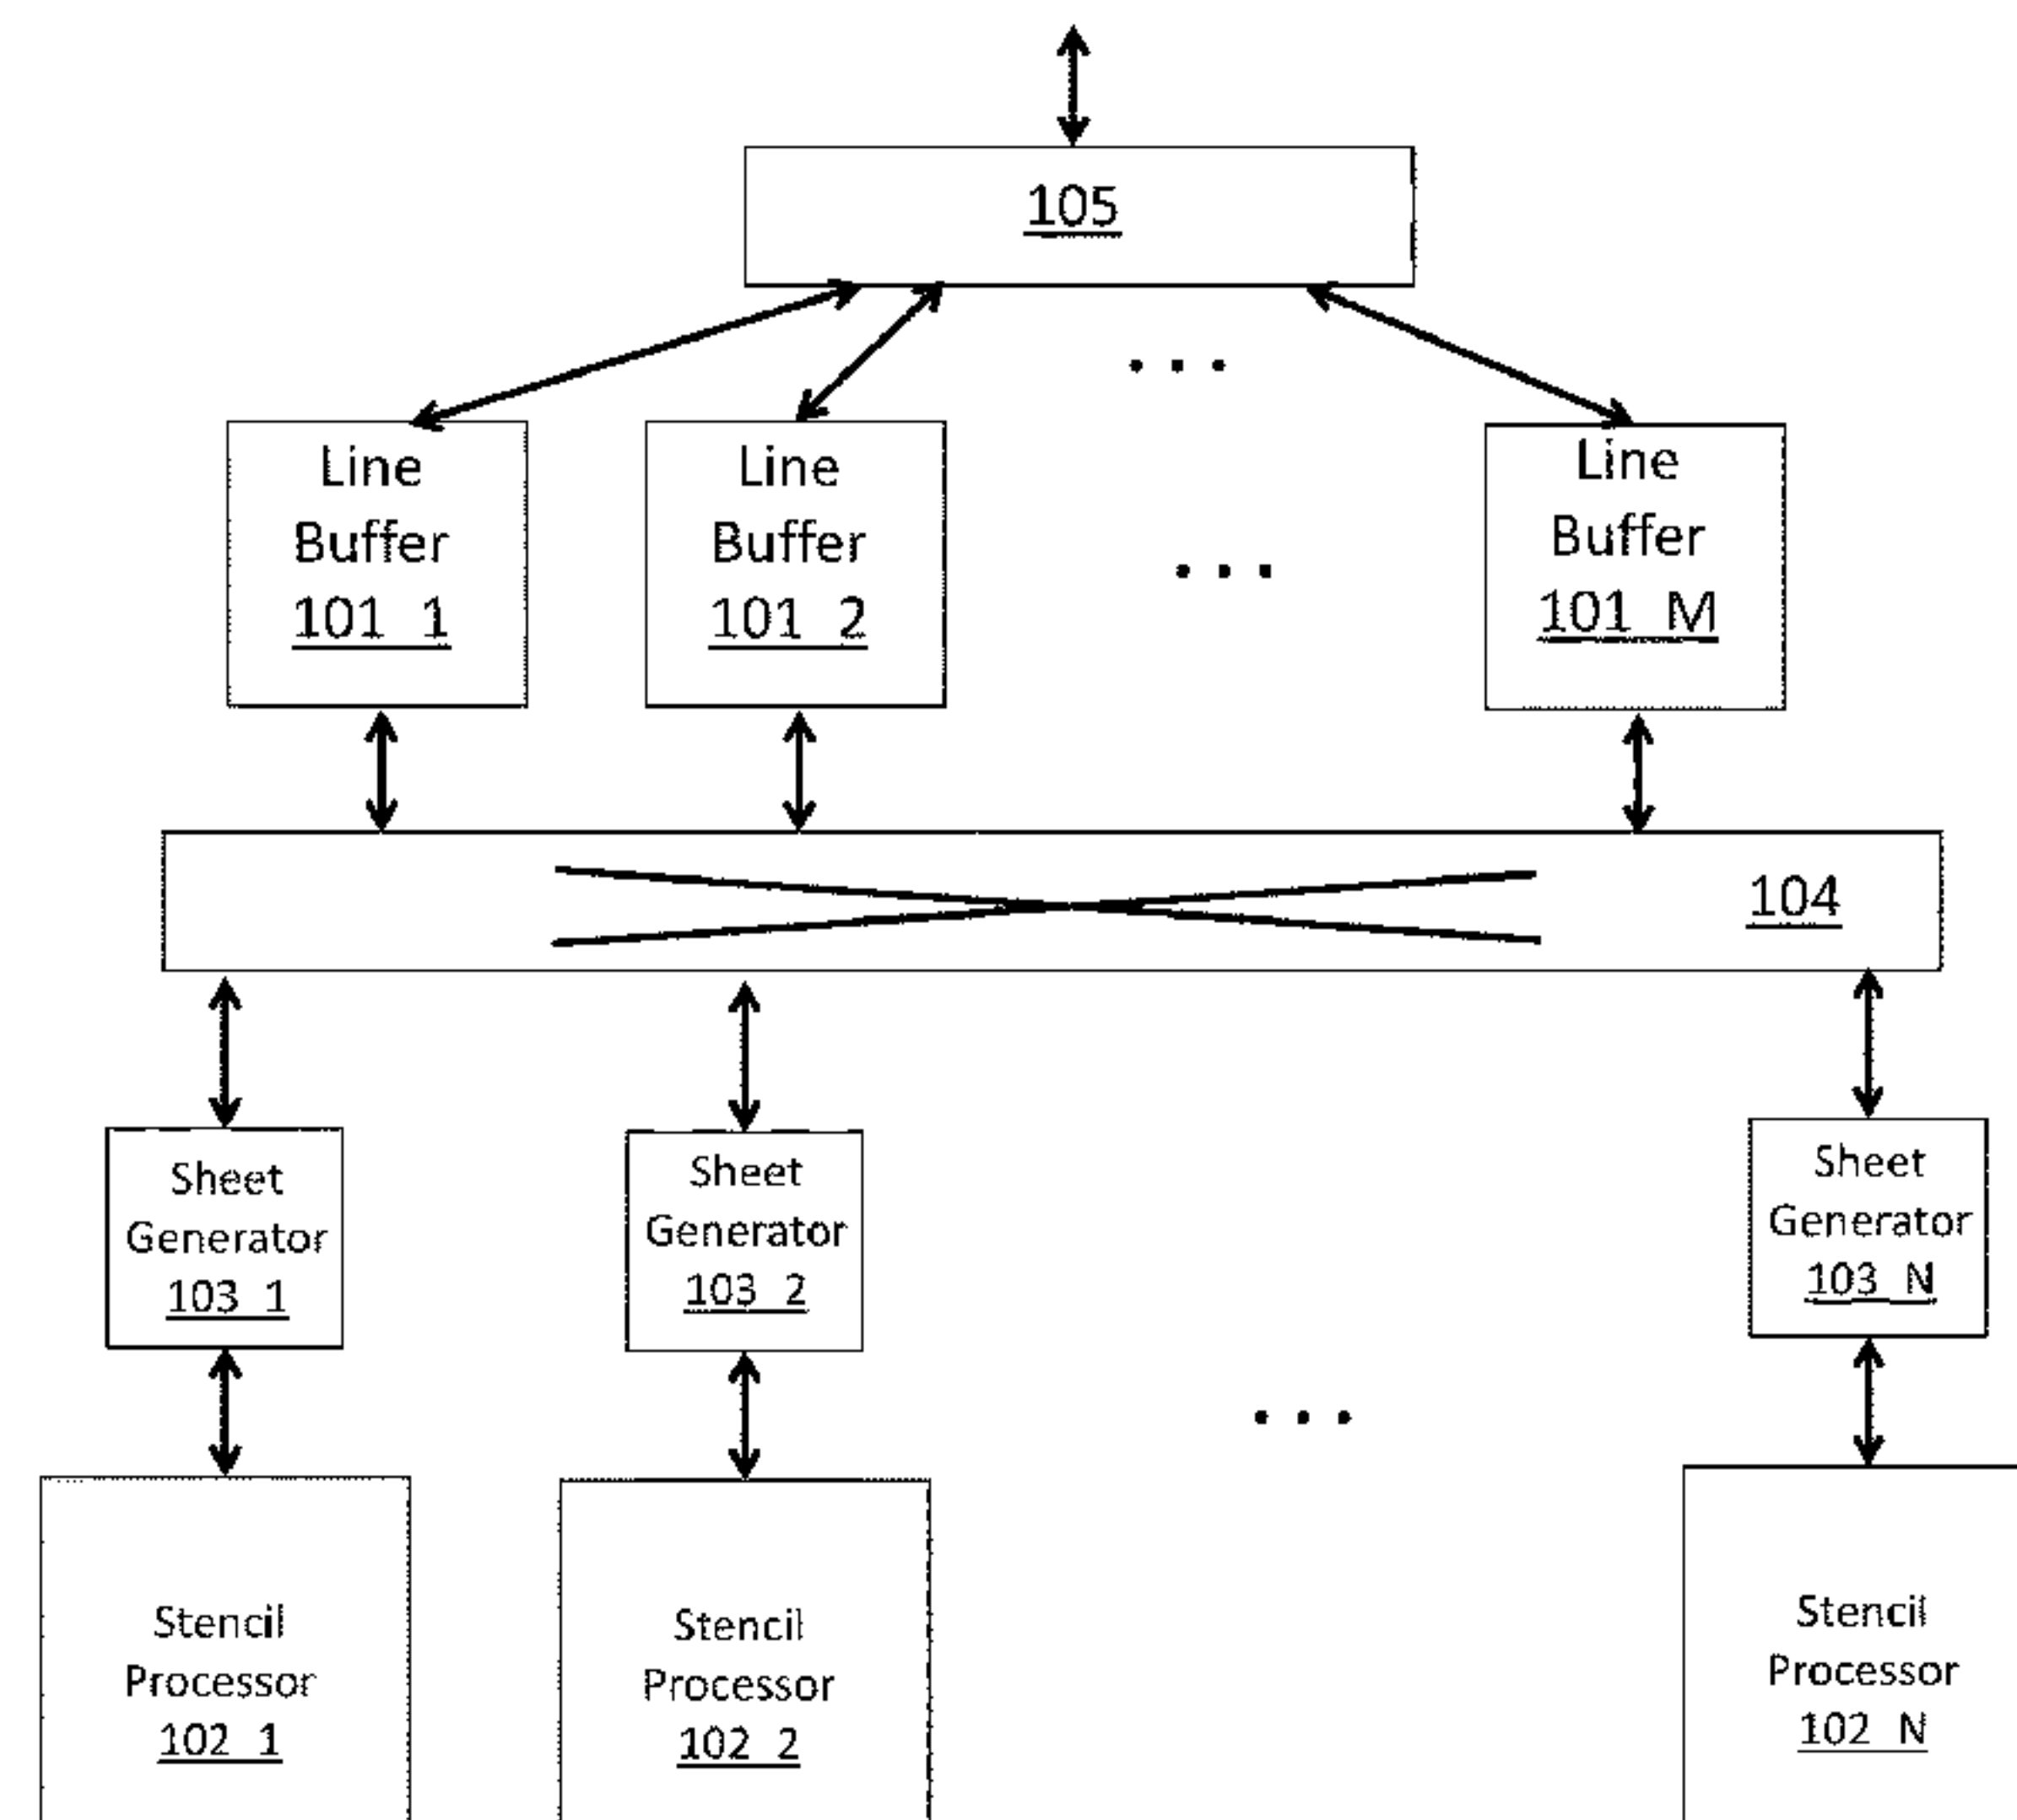 105
Line
Buffer
101_1
Line
Buffer
101_2
Line
Buffer
101_M
104
Sheet
Generator
103_1
Sheet
Generator
103_2
Sheet
Generator
103_N
Stencil
Processor
102_1
Stencil
Processor
102_2
Stencil
Processor
102_N